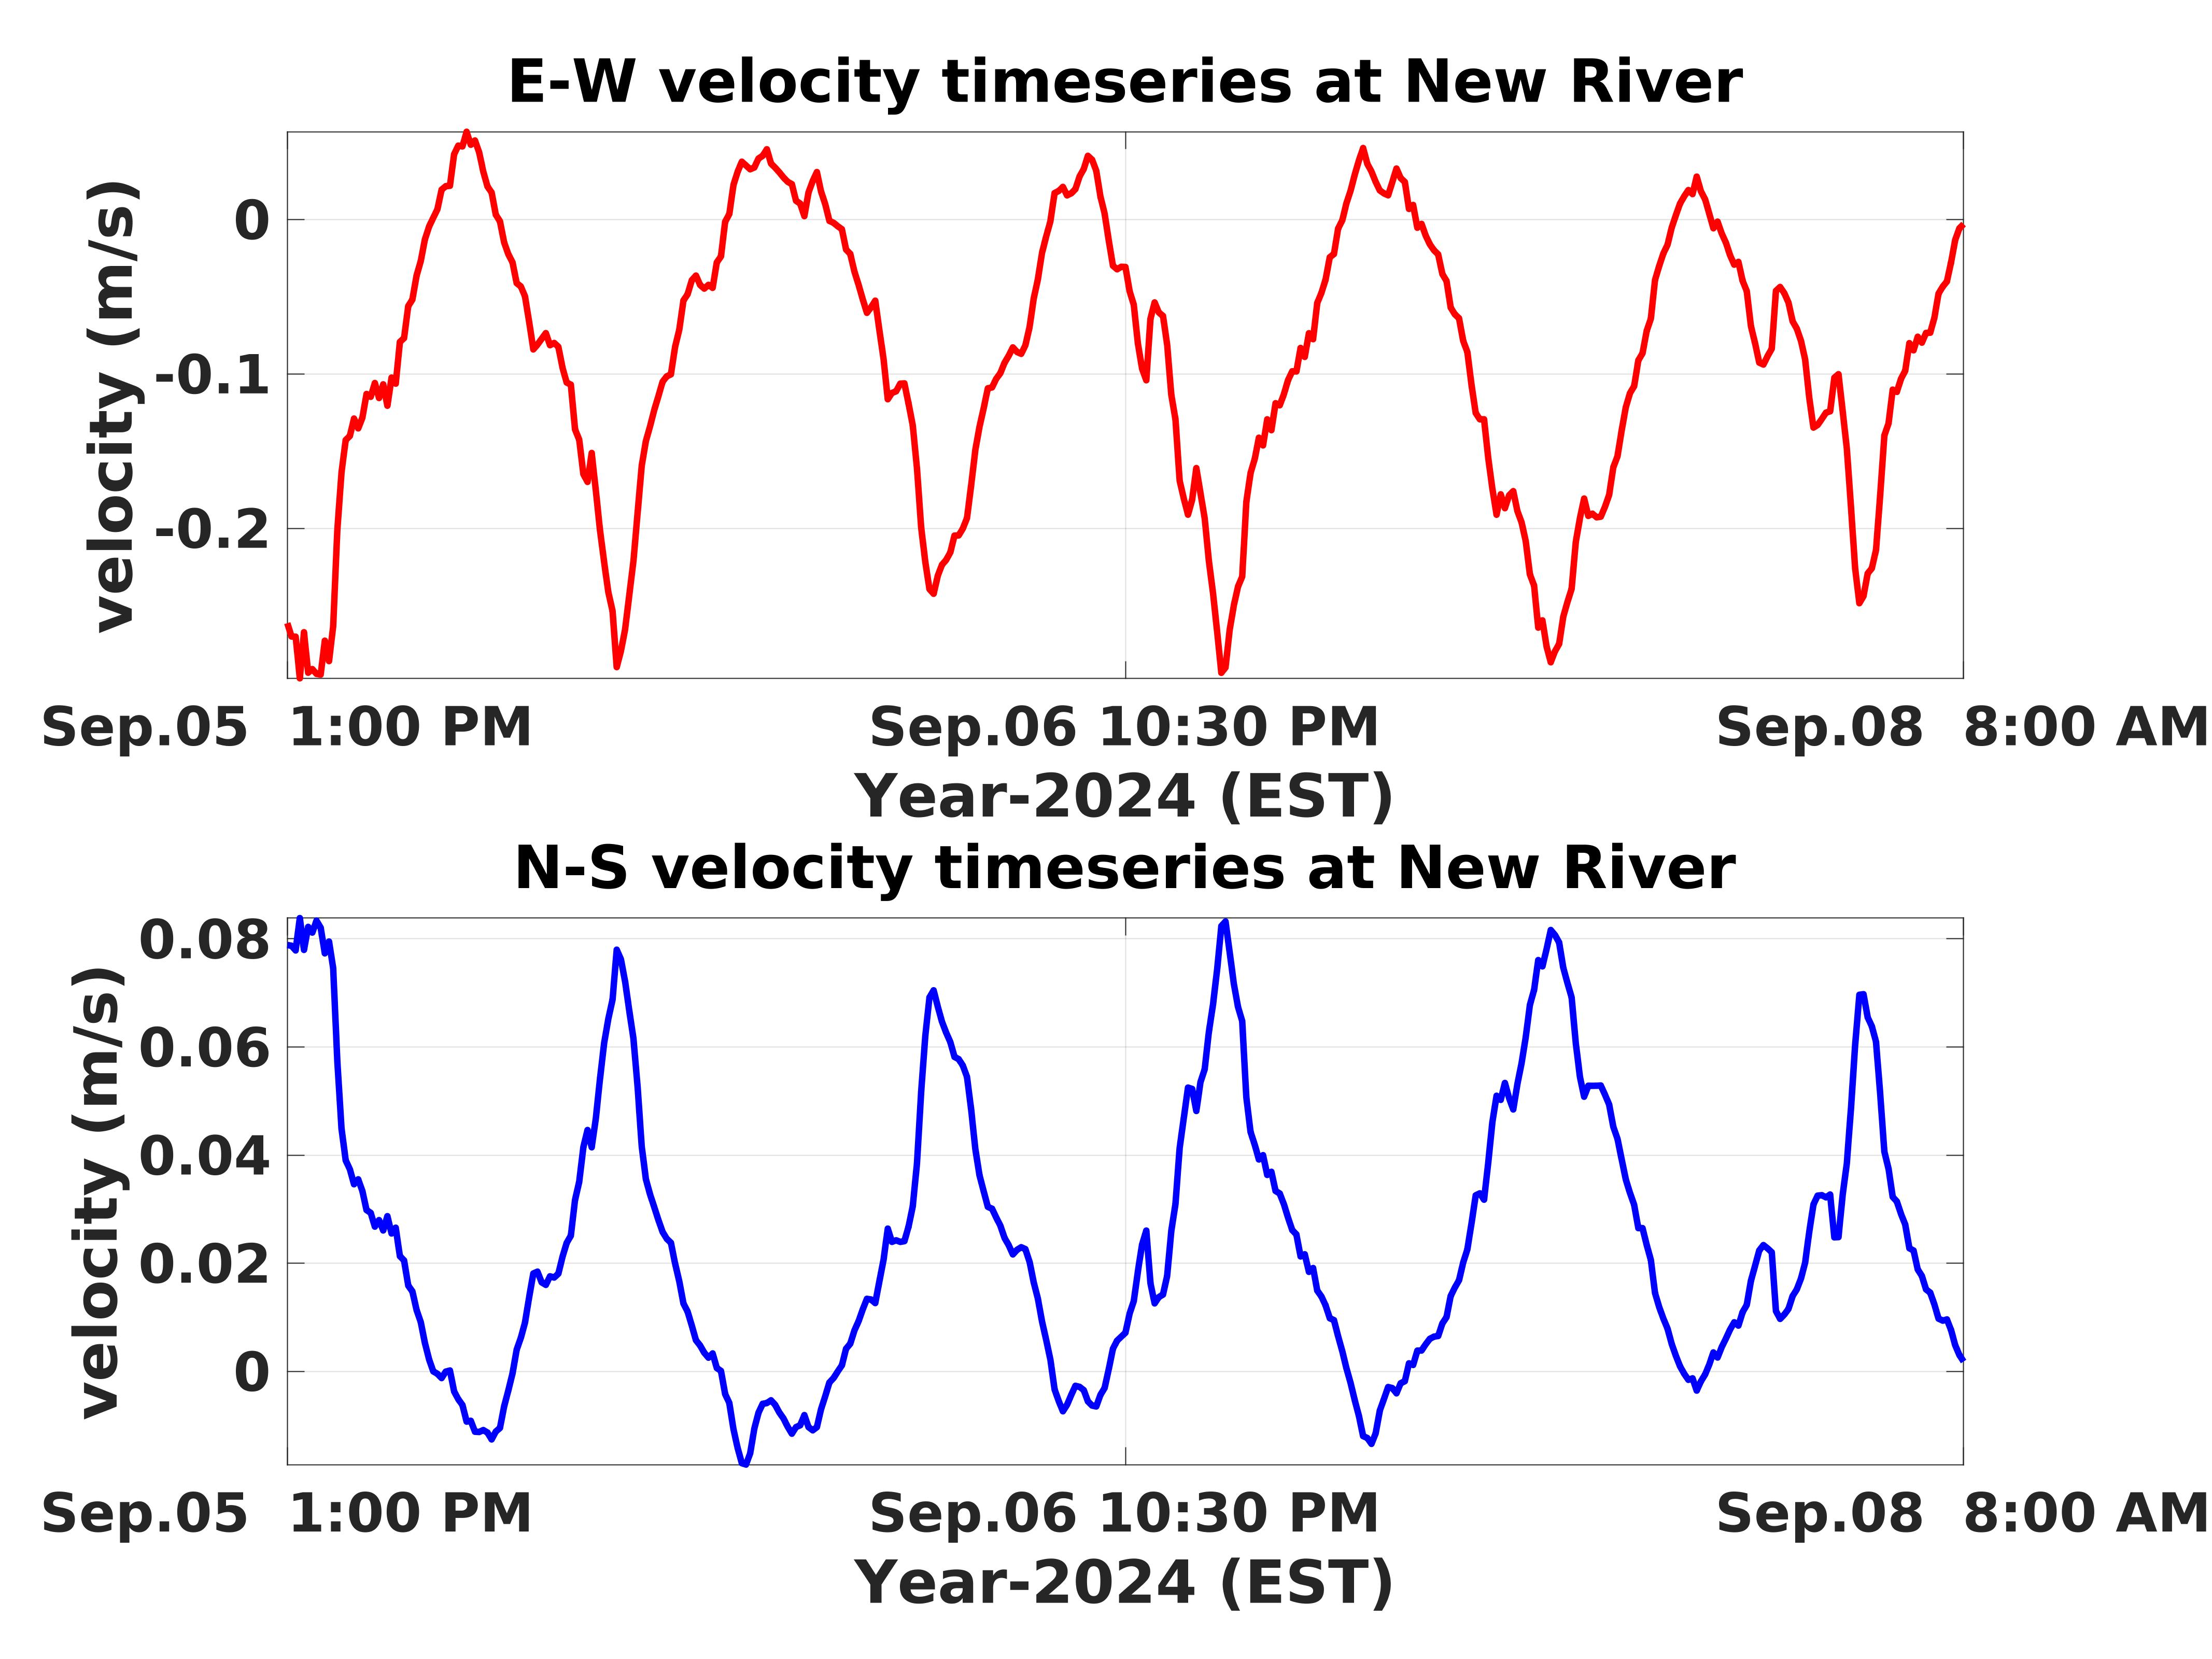 E-W velocity timeseries at New River
velocity (m/s)
0
-0.1
-0.2
Sep.05 1:00 PM Sep.06 10:30 PM Sep.08 8:00 AM
Year-2024 (EST)
N-S velocity timeseries at New River
velocity (m/s)
0.08
0.06
0.04
0.02
0
Sep.05 1:00 PM Sep.06 10:30 PM Sep.08 8:00 AM
Year-2024 (EST)